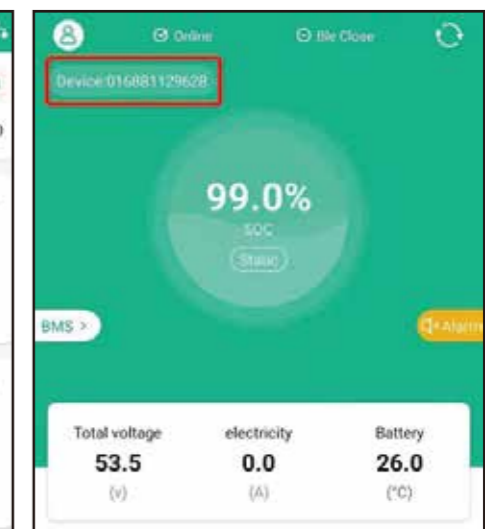 Online
Ble Close
Device:016881129628
99.0%
SOC
(Static)
BMS >
Alarm
Total voltage
electricity
Battery
53.5
0.0
26.0
(v)
(A)
(°C)